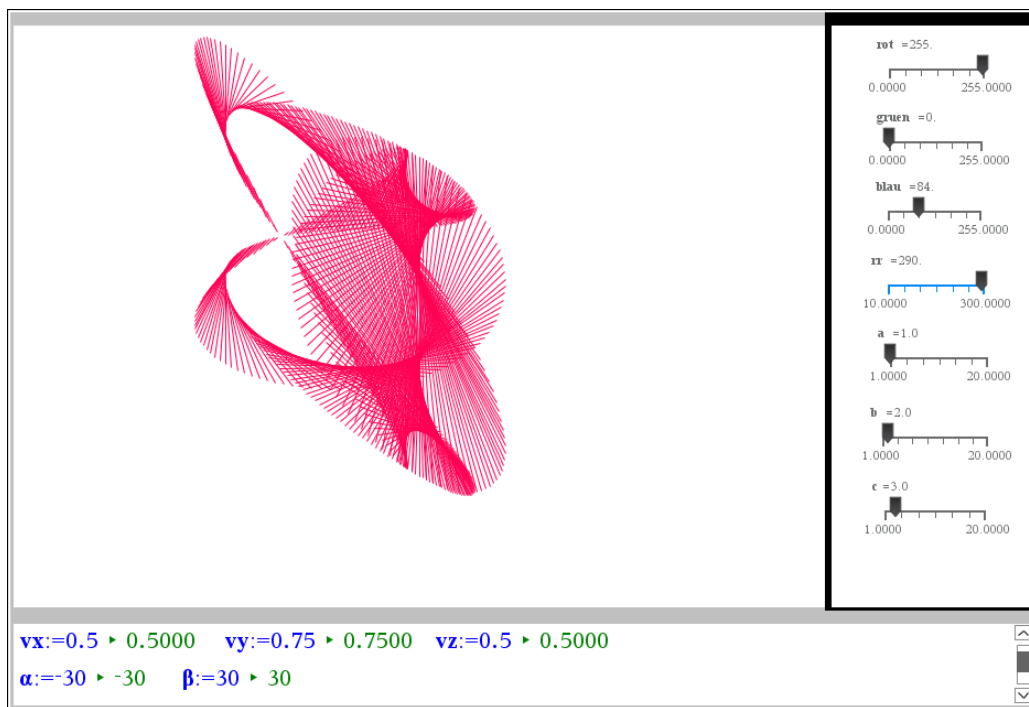 rot =255.
0.0000 255.0000
gruen =0.
0.0000 255.0000
blau =84.
0.0000 255.0000
rr =290.
10.0000 300.0000
a =1.0
1.0000 20.0000
b =2.0
1.0000 20.0000
c =3.0
1.0000 20.0000
vx:=0.5 ▸ 0.5000 vy:=0.75 ▸ 0.7500 vz:=0.5 ▸ 0.5000
α:=⁻30 ▸ ⁻30 β:=30 ▸ 30